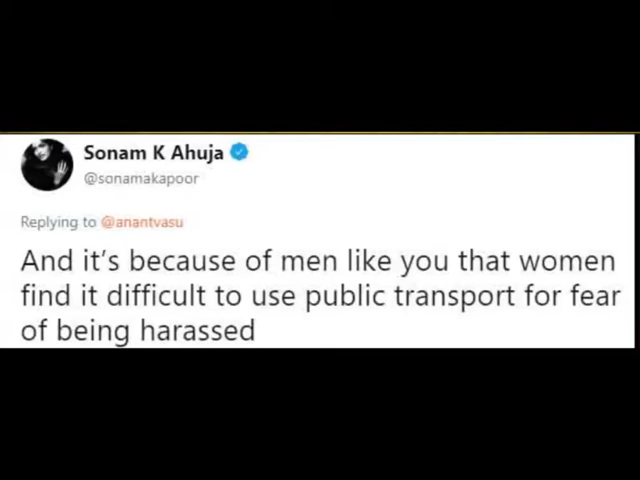 Sonam K Ahuja
@sonamakapoor
Replying to @anantvasu
And it's because of men like you that women
find it difficult to use public transport for fear
of being harassed